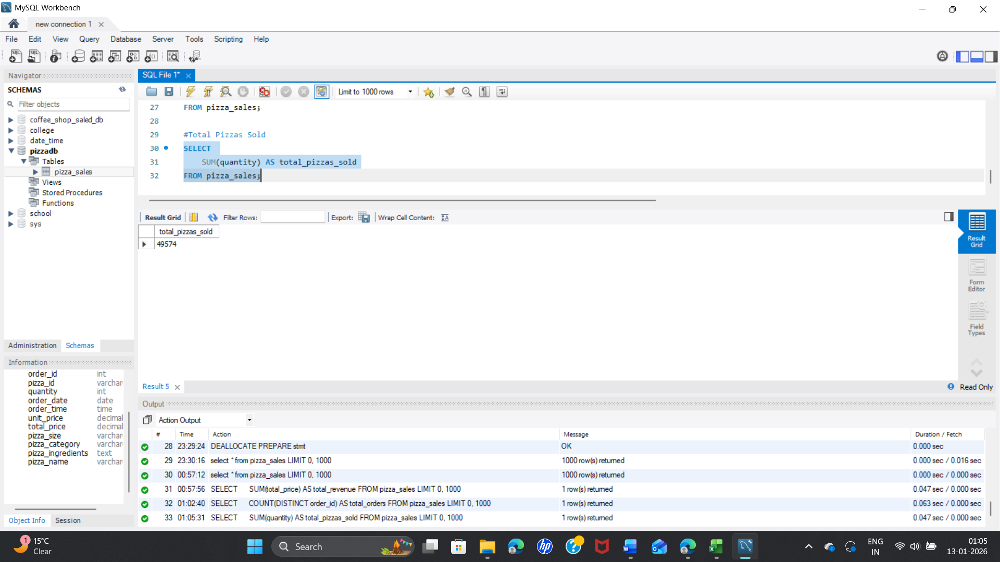 MySQL Workbench
new connection 1
File Edit View Query Database Server Tools Scripting Help
Navigator
SCHEMAS
Filter objects
coffee_shop_saled_db
college
date_time
pizzadb
Tables
pizza_sales
Views
Stored Procedures
Functions
school
sys
Administration Schemas
Information
order_id int
pizza_id varchar
quantity int
order_date date
order_time time
unit_price decimal
total_price decimal
pizza_size varchar
pizza_category varchar
pizza_ingredients text
pizza_name varchar
Object Info Session
SQL File 1*
Limit to 1000 rows
27 FROM pizza_sales;
28
29 #Total Pizzas Sold
30 SELECT
31 SUM(quantity) AS total_pizzas_sold
32 FROM pizza_sales;
Result Grid Filter Rows: Export: Wrap Cell Content:
total_pizzas_sold
49574
Result
Grid
Form
Editor
Field
Types
Result 5
Read Only
Output
Action Output
# Time Action Message Duration / Fetch
28 23:29:24 DEALLOCATE PREPARE stmt OK 0.000 sec
29 23:30:16 select * from pizza_sales LIMIT 0, 1000 1000 row(s) returned 0.000 sec / 0.016 sec
30 00:57:12 select * from pizza_sales LIMIT 0, 1000 1000 row(s) returned 0.000 sec / 0.000 sec
31 00:57:56 SELECT SUM(total_price) AS total_revenue FROM pizza_sales LIMIT 0, 1000 1 row(s) returned 0.047 sec / 0.000 sec
32 01:02:40 SELECT COUNT(DISTINCT order_id) AS total_orders FROM pizza_sales LIMIT 0, 1000 1 row(s) returned 0.063 sec / 0.000 sec
33 01:05:31 SELECT SUM(quantity) AS total_pizzas_sold FROM pizza_sales LIMIT 0, 1000 1 row(s) returned 0.047 sec / 0.000 sec
1
15°C
Clear
Search
ENG
IN
01:05
13-01-2026